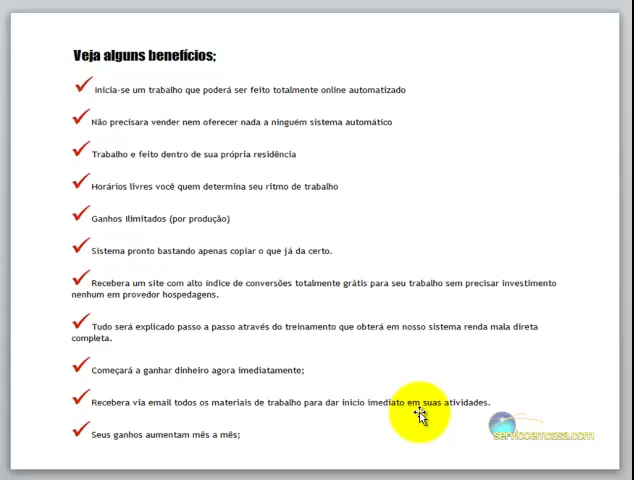 Veja alguns benefícios;
Inicia-se um trabalho que poderá ser feito totalmente online automatizado
Não precisara vender nem oferecer nada a ninguém sistema automático
Trabalho e feito dentro de sua própria residência
Horários livres você quem determina seu ritmo de trabalho
Ganhos Ilimitados (por produção)
Sistema pronto bastando apenas copiar o que já da certo.
Recebera um site com alto índice de conversões totalmente grátis para seu trabalho sem precisar investimento
nenhum em provedor hospedagens.
Tudo será explicado passo a passo através do treinamento que obterá em nosso sistema renda mala direta
completa.
Começará a ganhar dinheiro agora imediatamente;
Recebera via email todos os materiais de trabalho para dar inicio imediato em suas atividades.
servicoemcasa.com
Seus ganhos aumentam mês a mês;